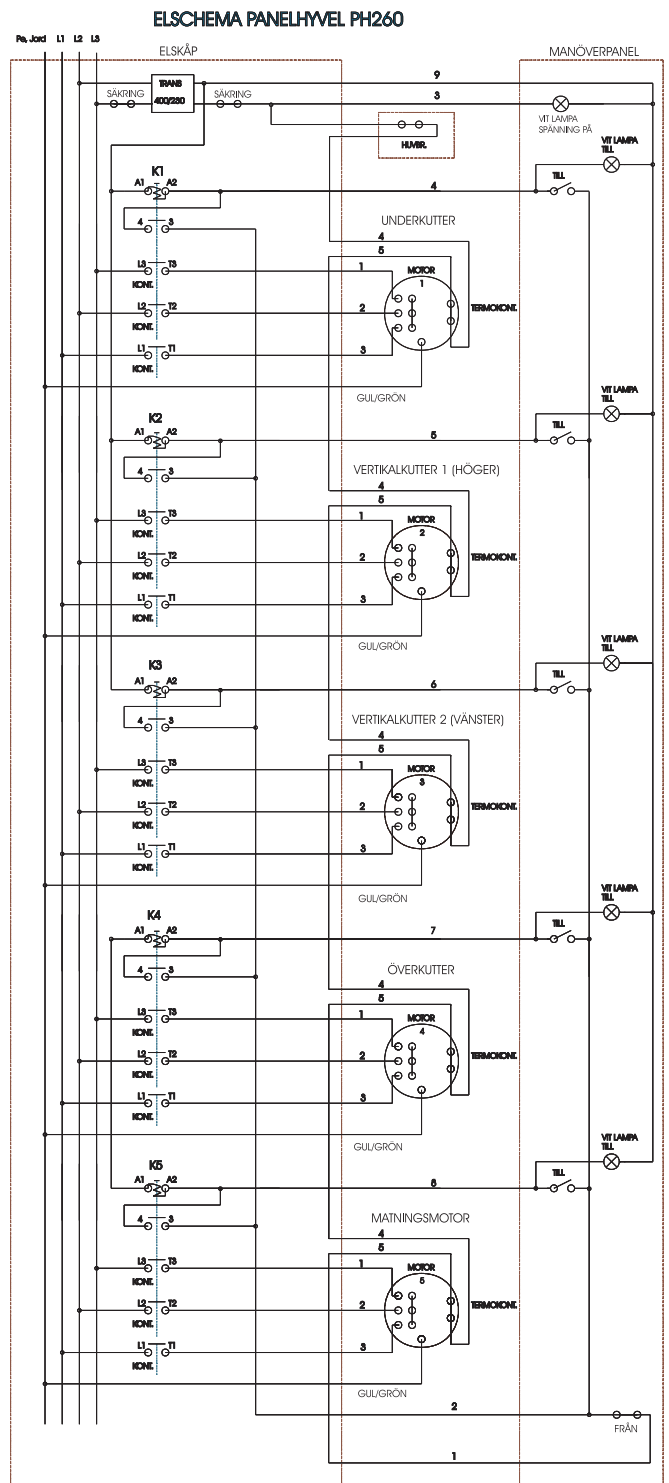 ELSCHEMA PANELHYVEL PH260
Pe, Jord L1 L2 L3
ELSKÅP
MANÖVERPANEL
TRANS
400/230
SÄKRING
SÄKRING
9
3
VIT LAMPA
SPÄNNING PÅ
HUVBR.
VIT LAMPA
TILL
K1
A1 A2
4
TILL
4 3
UNDERKUTTER
4
5
L3 T3
KONT.
1
MOTOR
1
L2 T2
KONT.
2
TERMOKONT.
L1 T1
KONT.
3
GUL/GRÖN
VIT LAMPA
TILL
K2
A1 A2
5
TILL
4 3
VERTIKALKUTTER 1 (HÖGER)
4
5
L3 T3
KONT.
1
MOTOR
2
L2 T2
KONT.
2
TERMOKONT.
L1 T1
KONT.
3
GUL/GRÖN
VIT LAMPA
TILL
K3
A1 A2
6
TILL
4 3
VERTIKALKUTTER 2 (VÄNSTER)
4
5
L3 T3
KONT.
1
MOTOR
3
L2 T2
KONT.
2
TERMOKONT.
L1 T1
KONT.
3
GUL/GRÖN
VIT LAMPA
TILL
K4
A1 A2
7
TILL
4 3
ÖVERKUTTER
4
5
L3 T3
KONT.
1
MOTOR
4
L2 T2
KONT.
2
TERMOKONT.
L1 T1
KONT.
3
GUL/GRÖN
VIT LAMPA
TILL
K5
A1 A2
8
TILL
4 3
MATNINGSMOTOR
4
5
L3 T3
KONT.
1
MOTOR
5
L2 T2
KONT.
2
TERMOKONT.
L1 T1
KONT.
3
GUL/GRÖN
2
FRÅN
1